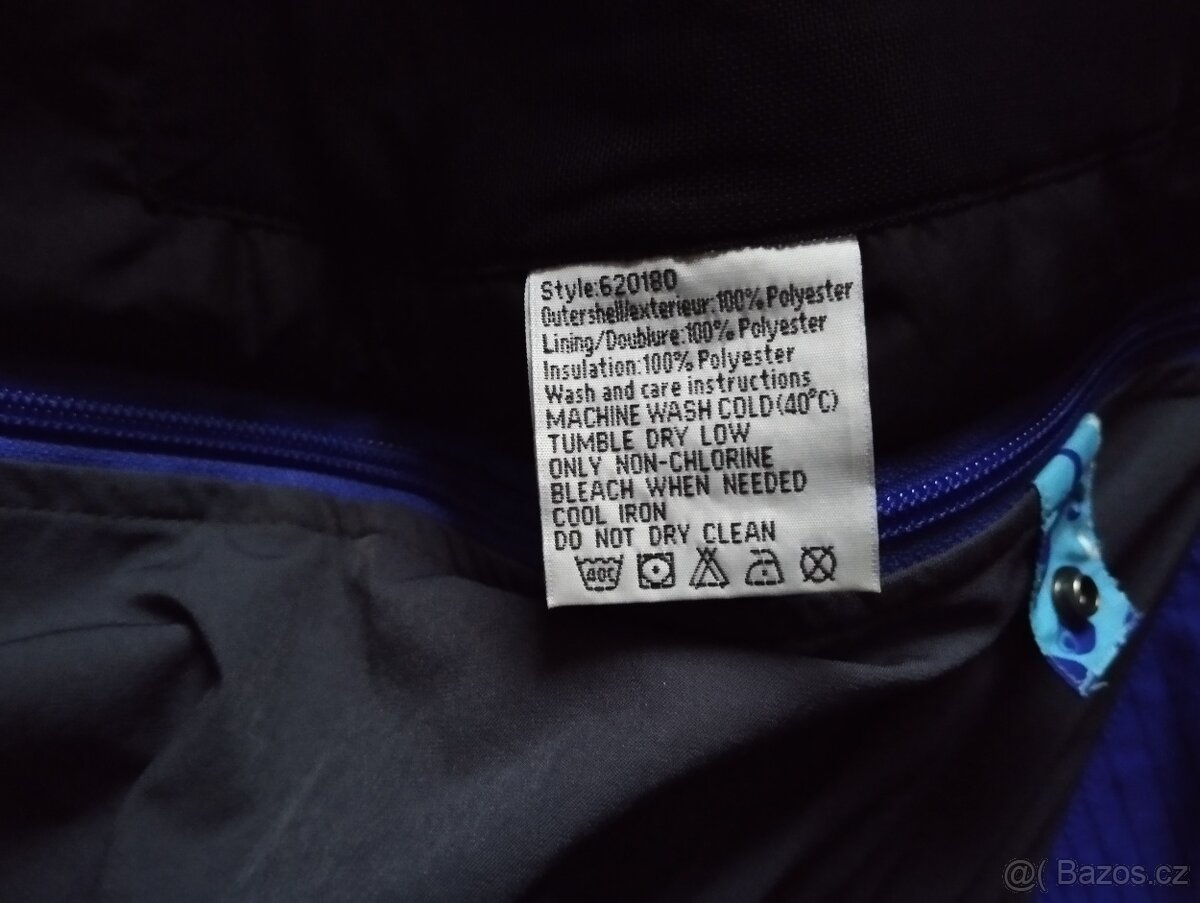 Style:620180
Outershell/exterieur:100% Polyester
Lining/Doublure:100% Polyester
Insulation:100% Polyester
Wash and care instructions
MACHINE WASH COLD(40°C)
TUMBLE DRY LOW
ONLY NON-CHLORINE
BLEACH WHEN NEEDED
COOL IRON
DO NOT DRY CLEAN
40C
@( Bazos.cz